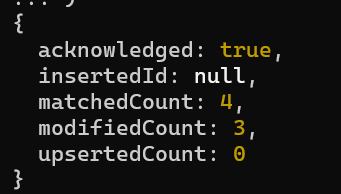 ... }
{
  acknowledged: true,
  insertedId: null,
  matchedCount: 4,
  modifiedCount: 3,
  upsertedCount: 0
}